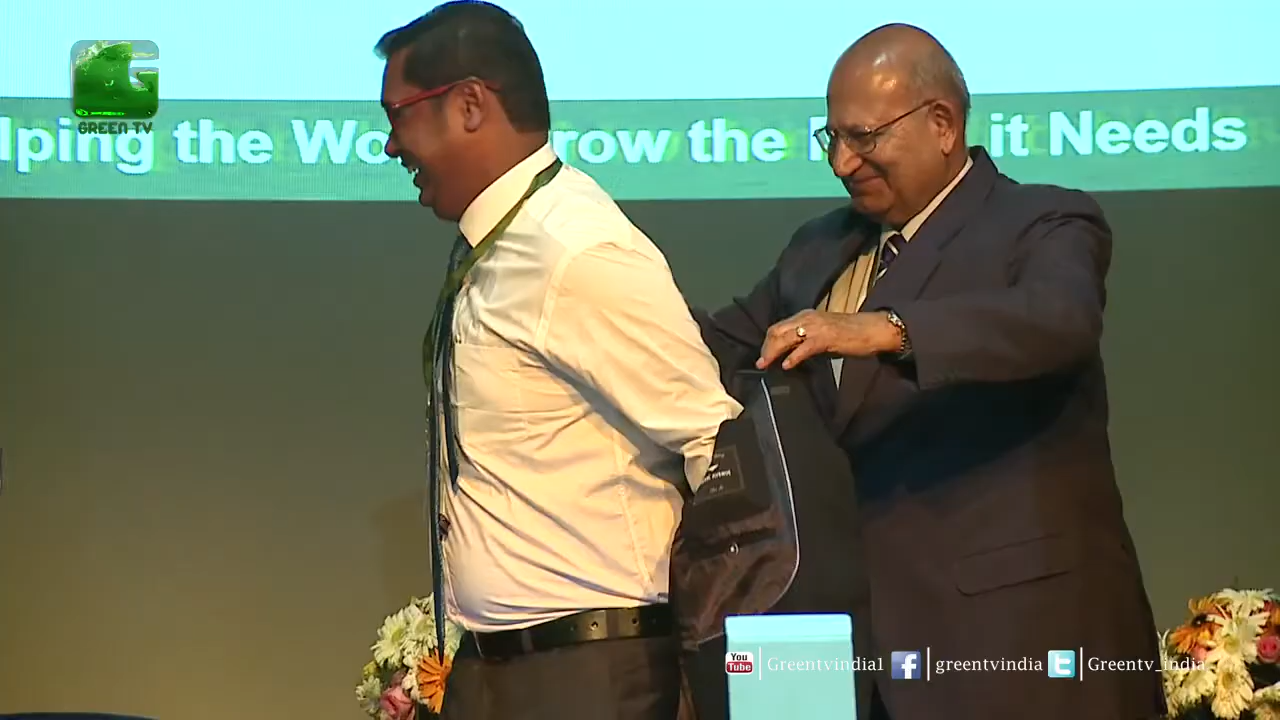 GREEN TV
lping the Wo row the it Needs
You
Tube
Greentvindia1
greentvindia
Greentv_india